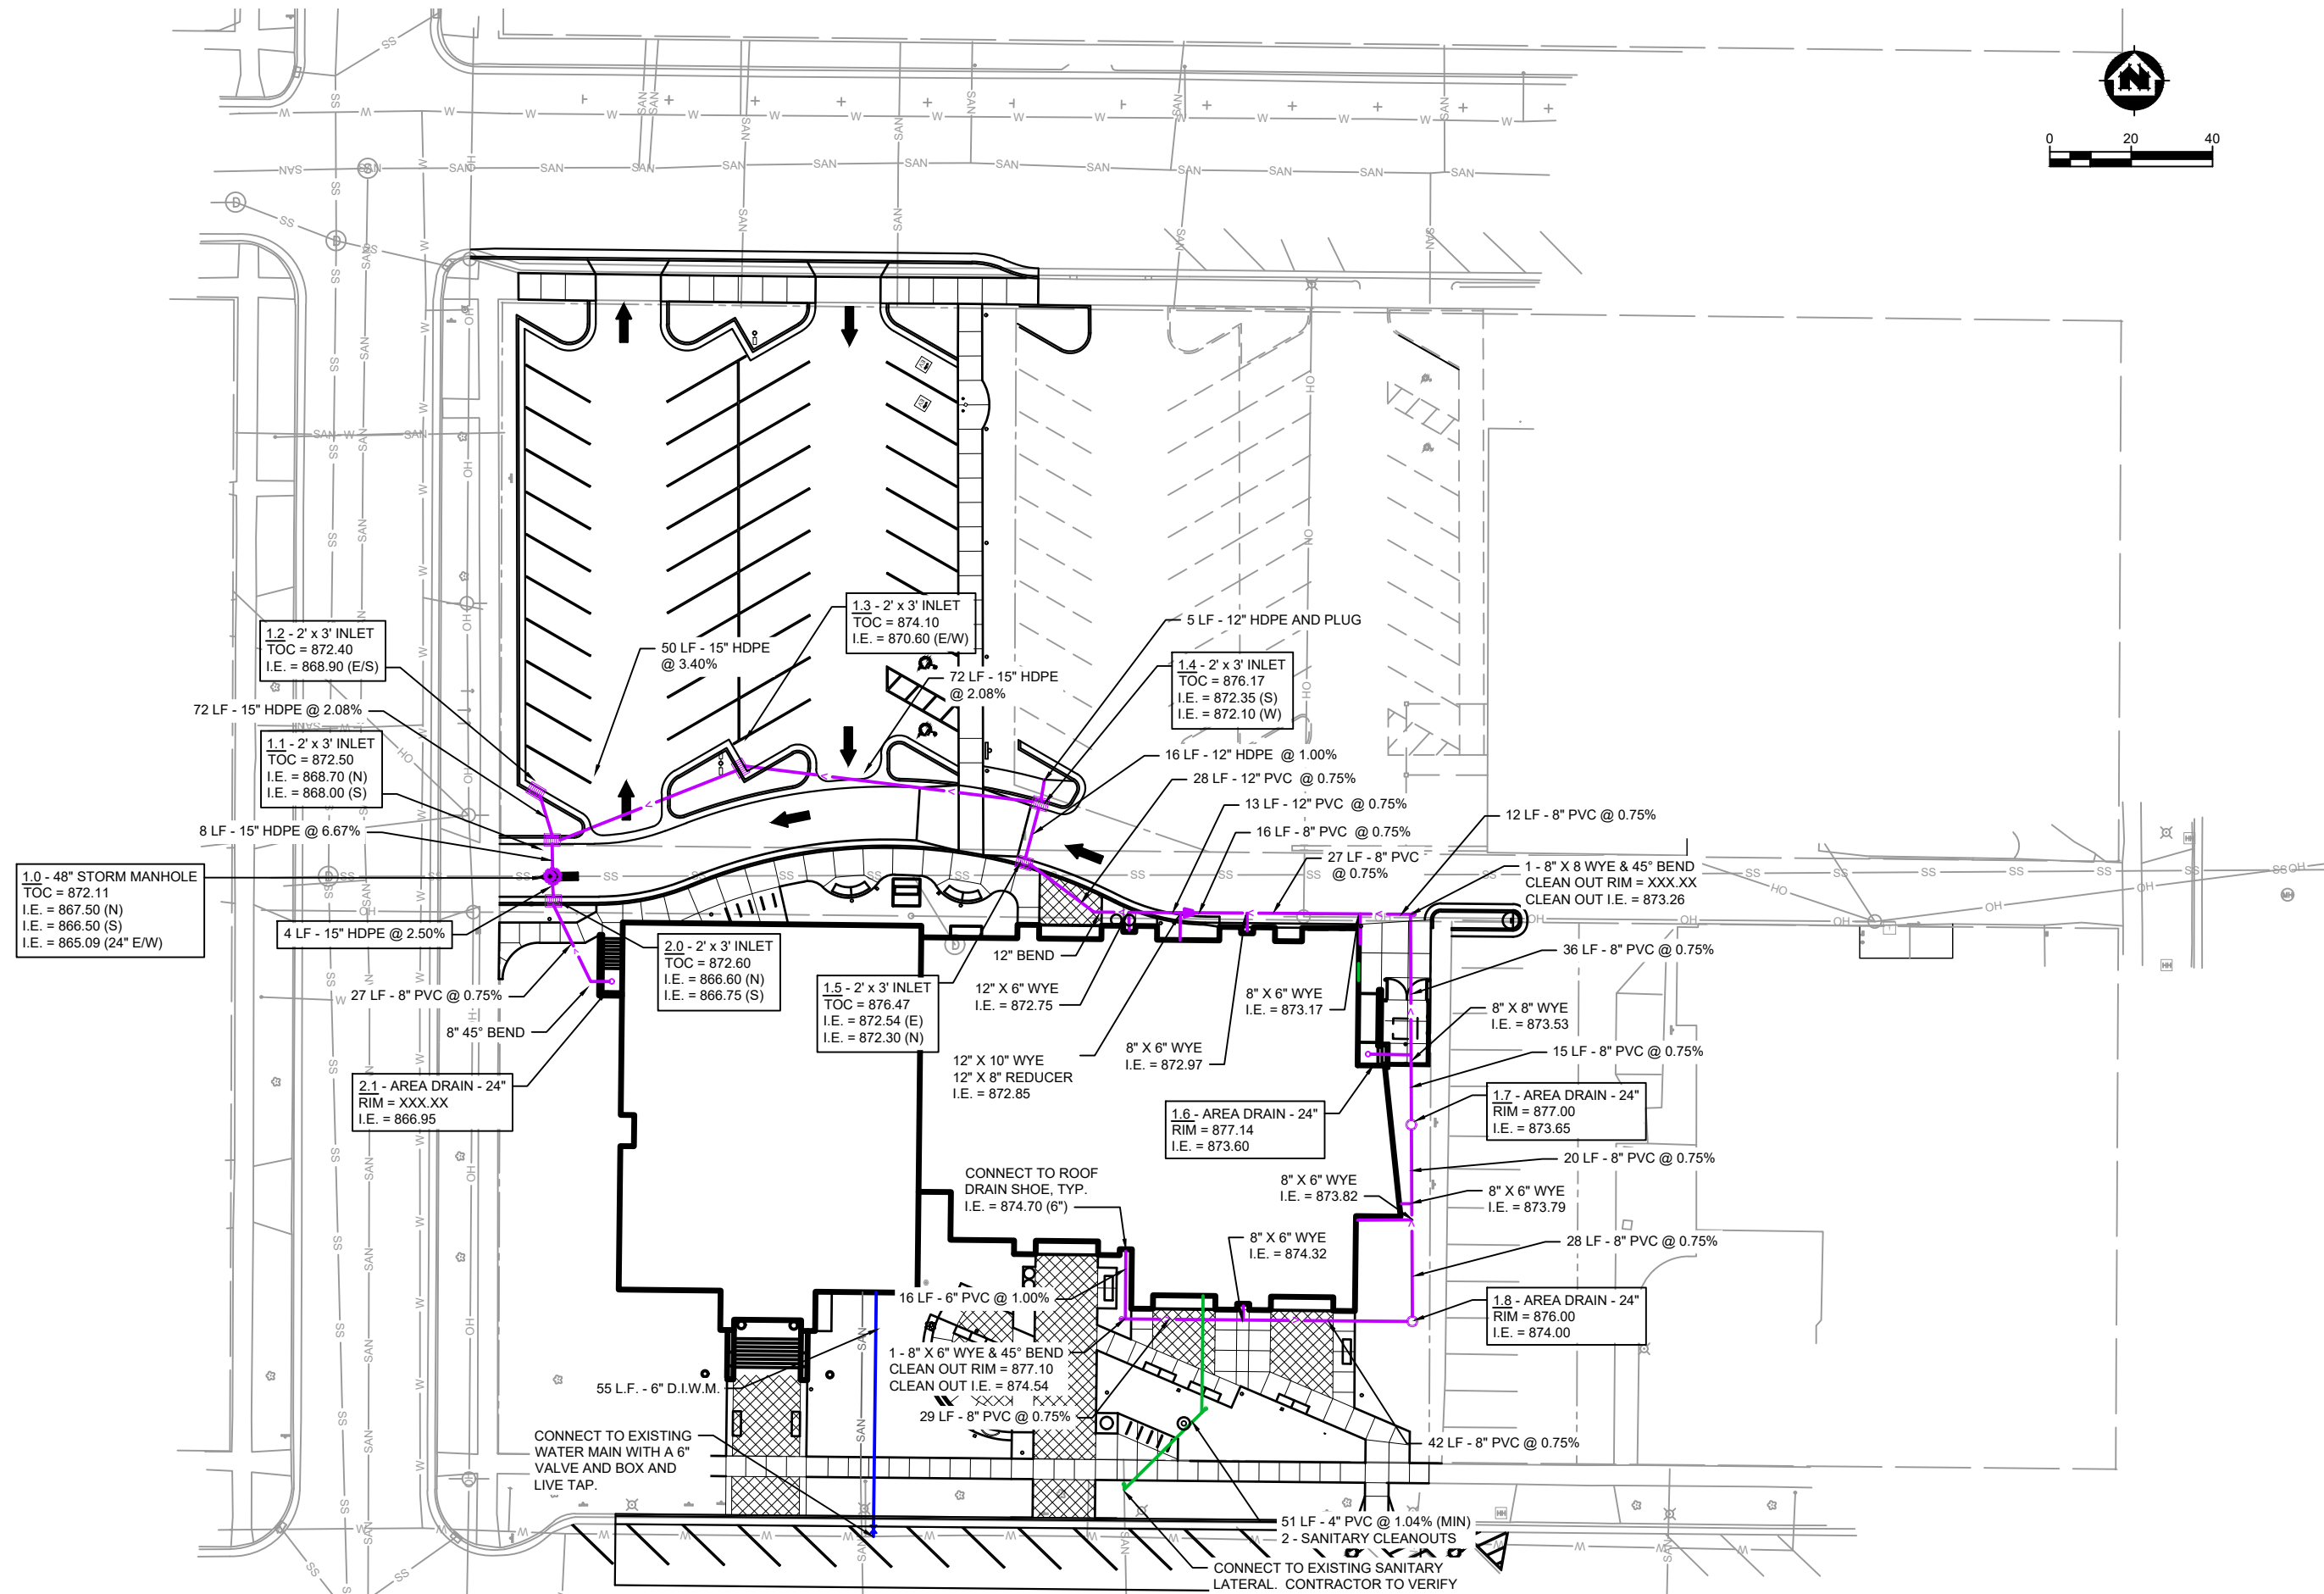 N
0 20 40
1.2 - 2' x 3' INLET
TOC = 872.40
I.E. = 868.90 (E/S)
50 LF - 15" HDPE
@ 3.40%
1.3 - 2' x 3' INLET
TOC = 874.10
I.E. = 870.60 (E/W)
72 LF - 15" HDPE
@ 2.08%
5 LF - 12" HDPE AND PLUG
1.4 - 2' x 3' INLET
TOC = 876.17
I.E. = 872.35 (S)
I.E. = 872.10 (W)
72 LF - 15" HDPE @ 2.08%
1.1 - 2' x 3' INLET
TOC = 872.50
I.E. = 868.70 (N)
I.E. = 868.00 (S)
8 LF - 15" HDPE @ 6.67%
16 LF - 12" HDPE @ 1.00%
28 LF - 12" PVC @ 0.75%
13 LF - 12" PVC @ 0.75%
16 LF - 8" PVC @ 0.75%
27 LF - 8" PVC
@ 0.75%
12 LF - 8" PVC @ 0.75%
1 - 8" X 8 WYE & 45° BEND
CLEAN OUT RIM = XXX.XX
CLEAN OUT I.E. = 873.26
1.0 - 48" STORM MANHOLE
TOC = 872.11
I.E. = 867.50 (N)
I.E. = 866.50 (S)
I.E. = 865.09 (24" E/W)
4 LF - 15" HDPE @ 2.50%
2.0 - 2' x 3' INLET
TOC = 872.60
I.E. = 866.60 (N)
I.E. = 866.75 (S)
27 LF - 8" PVC @ 0.75%
8" 45° BEND
2.1 - AREA DRAIN - 24"
RIM = XXX.XX
I.E. = 866.95
1.5 - 2' x 3' INLET
TOC = 876.47
I.E. = 872.54 (E)
I.E. = 872.30 (N)
12" BEND
12" X 6" WYE
I.E. = 872.75
12" X 10" WYE
12" X 8" REDUCER
I.E. = 872.85
8" X 6" WYE
I.E. = 872.97
8" X 6" WYE
I.E. = 873.17
36 LF - 8" PVC @ 0.75%
8" X 8" WYE
I.E. = 873.53
15 LF - 8" PVC @ 0.75%
1.6 - AREA DRAIN - 24"
RIM = 877.14
I.E. = 873.60
1.7 - AREA DRAIN - 24"
RIM = 877.00
I.E. = 873.65
20 LF - 8" PVC @ 0.75%
8" X 6" WYE
I.E. = 873.82
8" X 6" WYE
I.E. = 873.79
CONNECT TO ROOF
DRAIN SHOE, TYP.
I.E. = 874.70 (6")
8" X 6" WYE
I.E. = 874.32
28 LF - 8" PVC @ 0.75%
1.8 - AREA DRAIN - 24"
RIM = 876.00
I.E. = 874.00
16 LF - 6" PVC @ 1.00%
1 - 8" X 6" WYE & 45° BEND
CLEAN OUT RIM = 877.10
CLEAN OUT I.E. = 874.54
29 LF - 8" PVC @ 0.75%
42 LF - 8" PVC @ 0.75%
55 L.F. - 6" D.I.W.M.
CONNECT TO EXISTING
WATER MAIN WITH A 6"
VALVE AND BOX AND
LIVE TAP.
51 LF - 4" PVC @ 1.04% (MIN)
2 - SANITARY CLEANOUTS
CONNECT TO EXISTING SANITARY
LATERAL. CONTRACTOR TO VERIFY